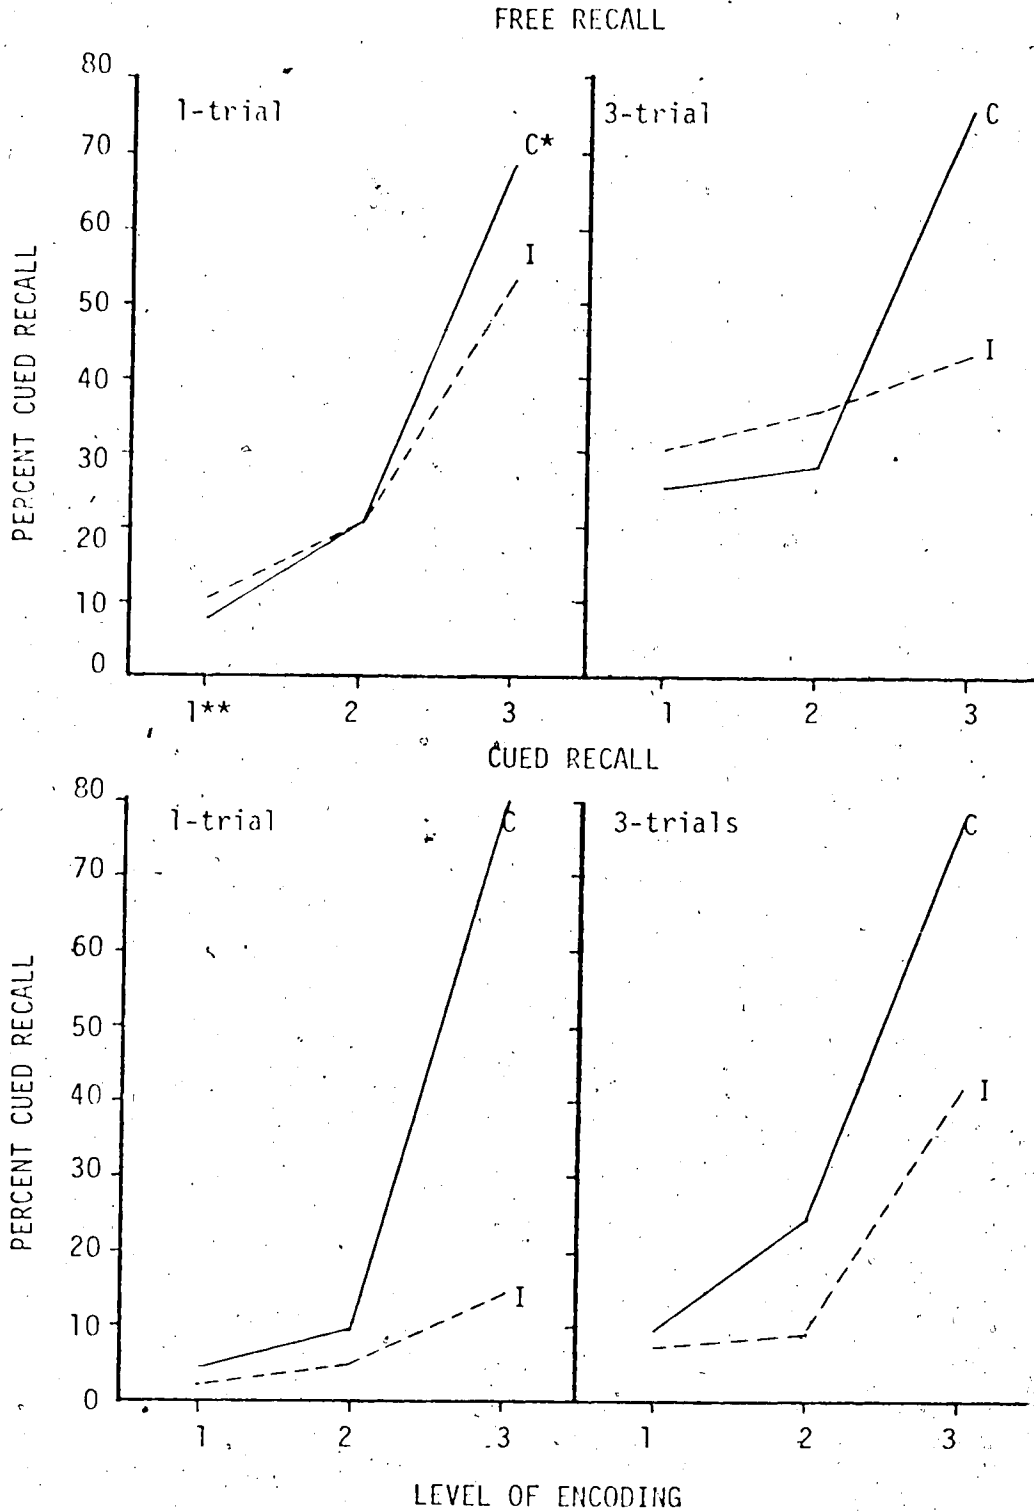 FREE RECALL
80
70
60
50
40
30
20
10
0
PERCENT CUED RECALL
1-trial
C*
I
1**
2
3
3-trial
C
I
1
2
3
CUED RECALL
80
70
60
50
40
30
20
10
0
PERCENT CUED RECALL
1-trial
C
I
1
2
3
3-trials
C
I
1
2
3
LEVEL OF ENCODING